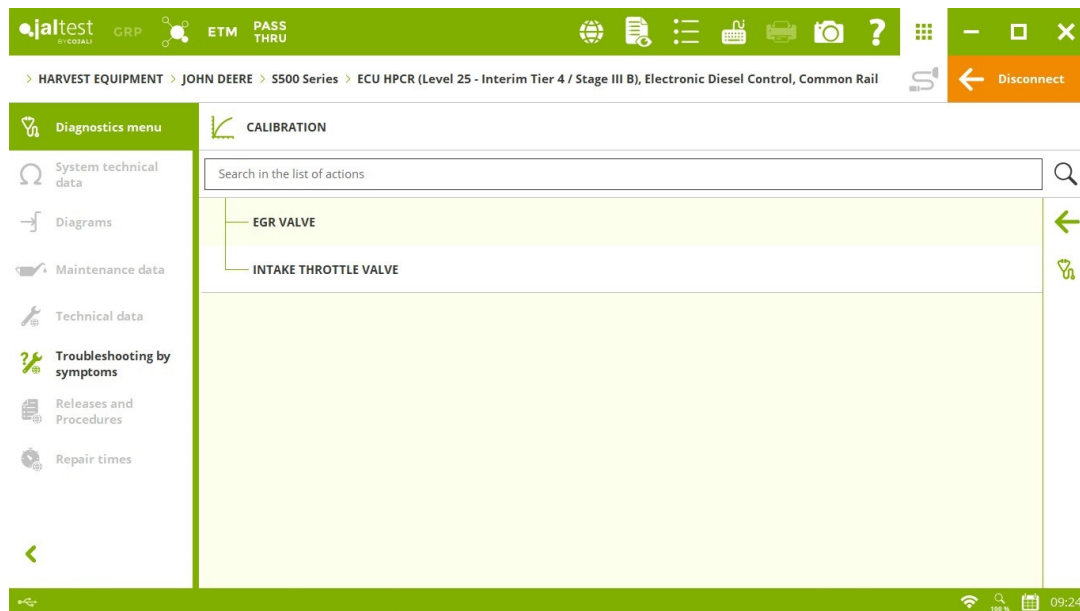 jaltest GRP ETM PASS THRU ?
BY COJALI
> HARVEST EQUIPMENT > JOHN DEERE > S500 Series > ECU HPCR (Level 25 - Interim Tier 4 / Stage III B), Electronic Diesel Control, Common Rail
Disconnect
Diagnostics menu
CALIBRATION
System technical
data
Search in the list of actions
Diagrams
EGR VALVE
Maintenance data
INTAKE THROTTLE VALVE
Technical data
Troubleshooting by
symptoms
Releases and
Procedures
Repair times
100 %
09:24